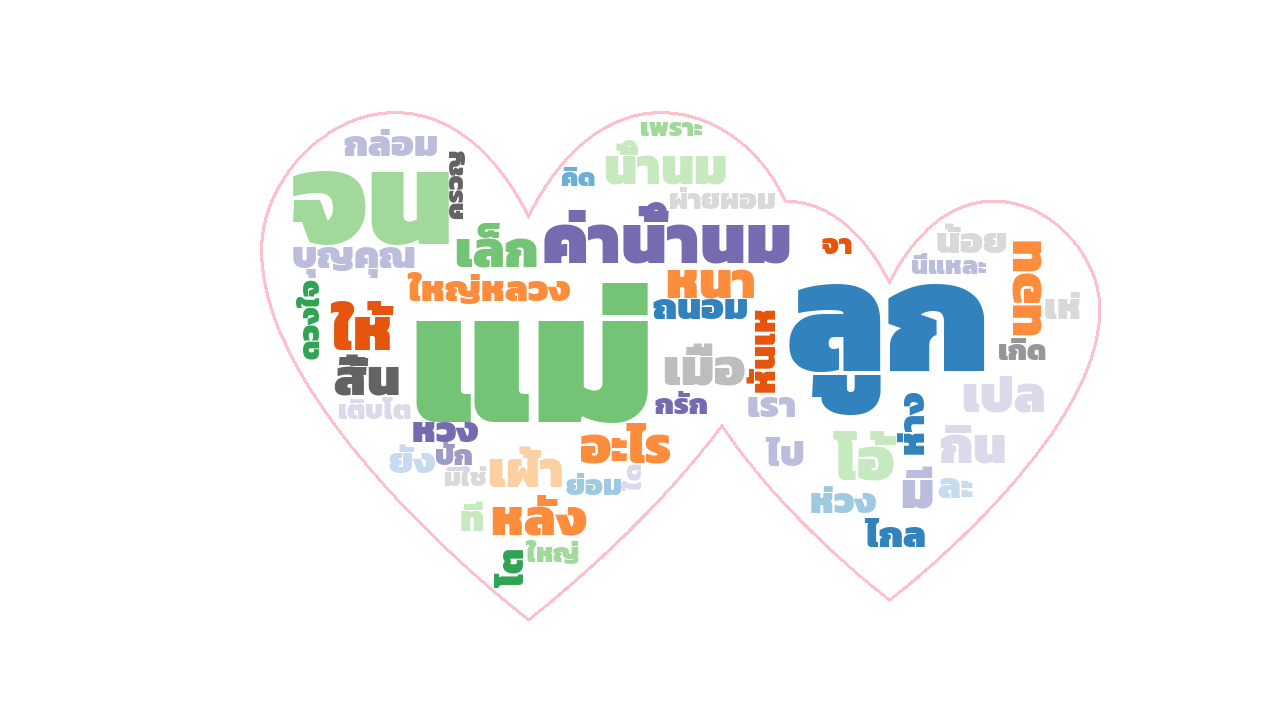 เพราะ
กล่อม
น้ำนม
คิด
ครวญ
จน
ผ่ายผอม
บุญคุณ
เล็ก
ค่าน้ำนม
จา
น้อย
นี่แหละ
ใหญ่หลวง
หนา
ถนอม
นอน
เห่
ดวงใจ
ให้
แม่
ลูก
เกิด
สิ้น
เมื่อ
เติบโต
กรัก
เรา
เปล
หวง
อะไร
ห่าง
ยัง
ปัก
เฝ้า
ไป
โอ้
กิน
มิใช่
ย่อม
ใด
มี
ละ
ห่วง
ที
หลัง
ไกล
ใหญ่
ไต